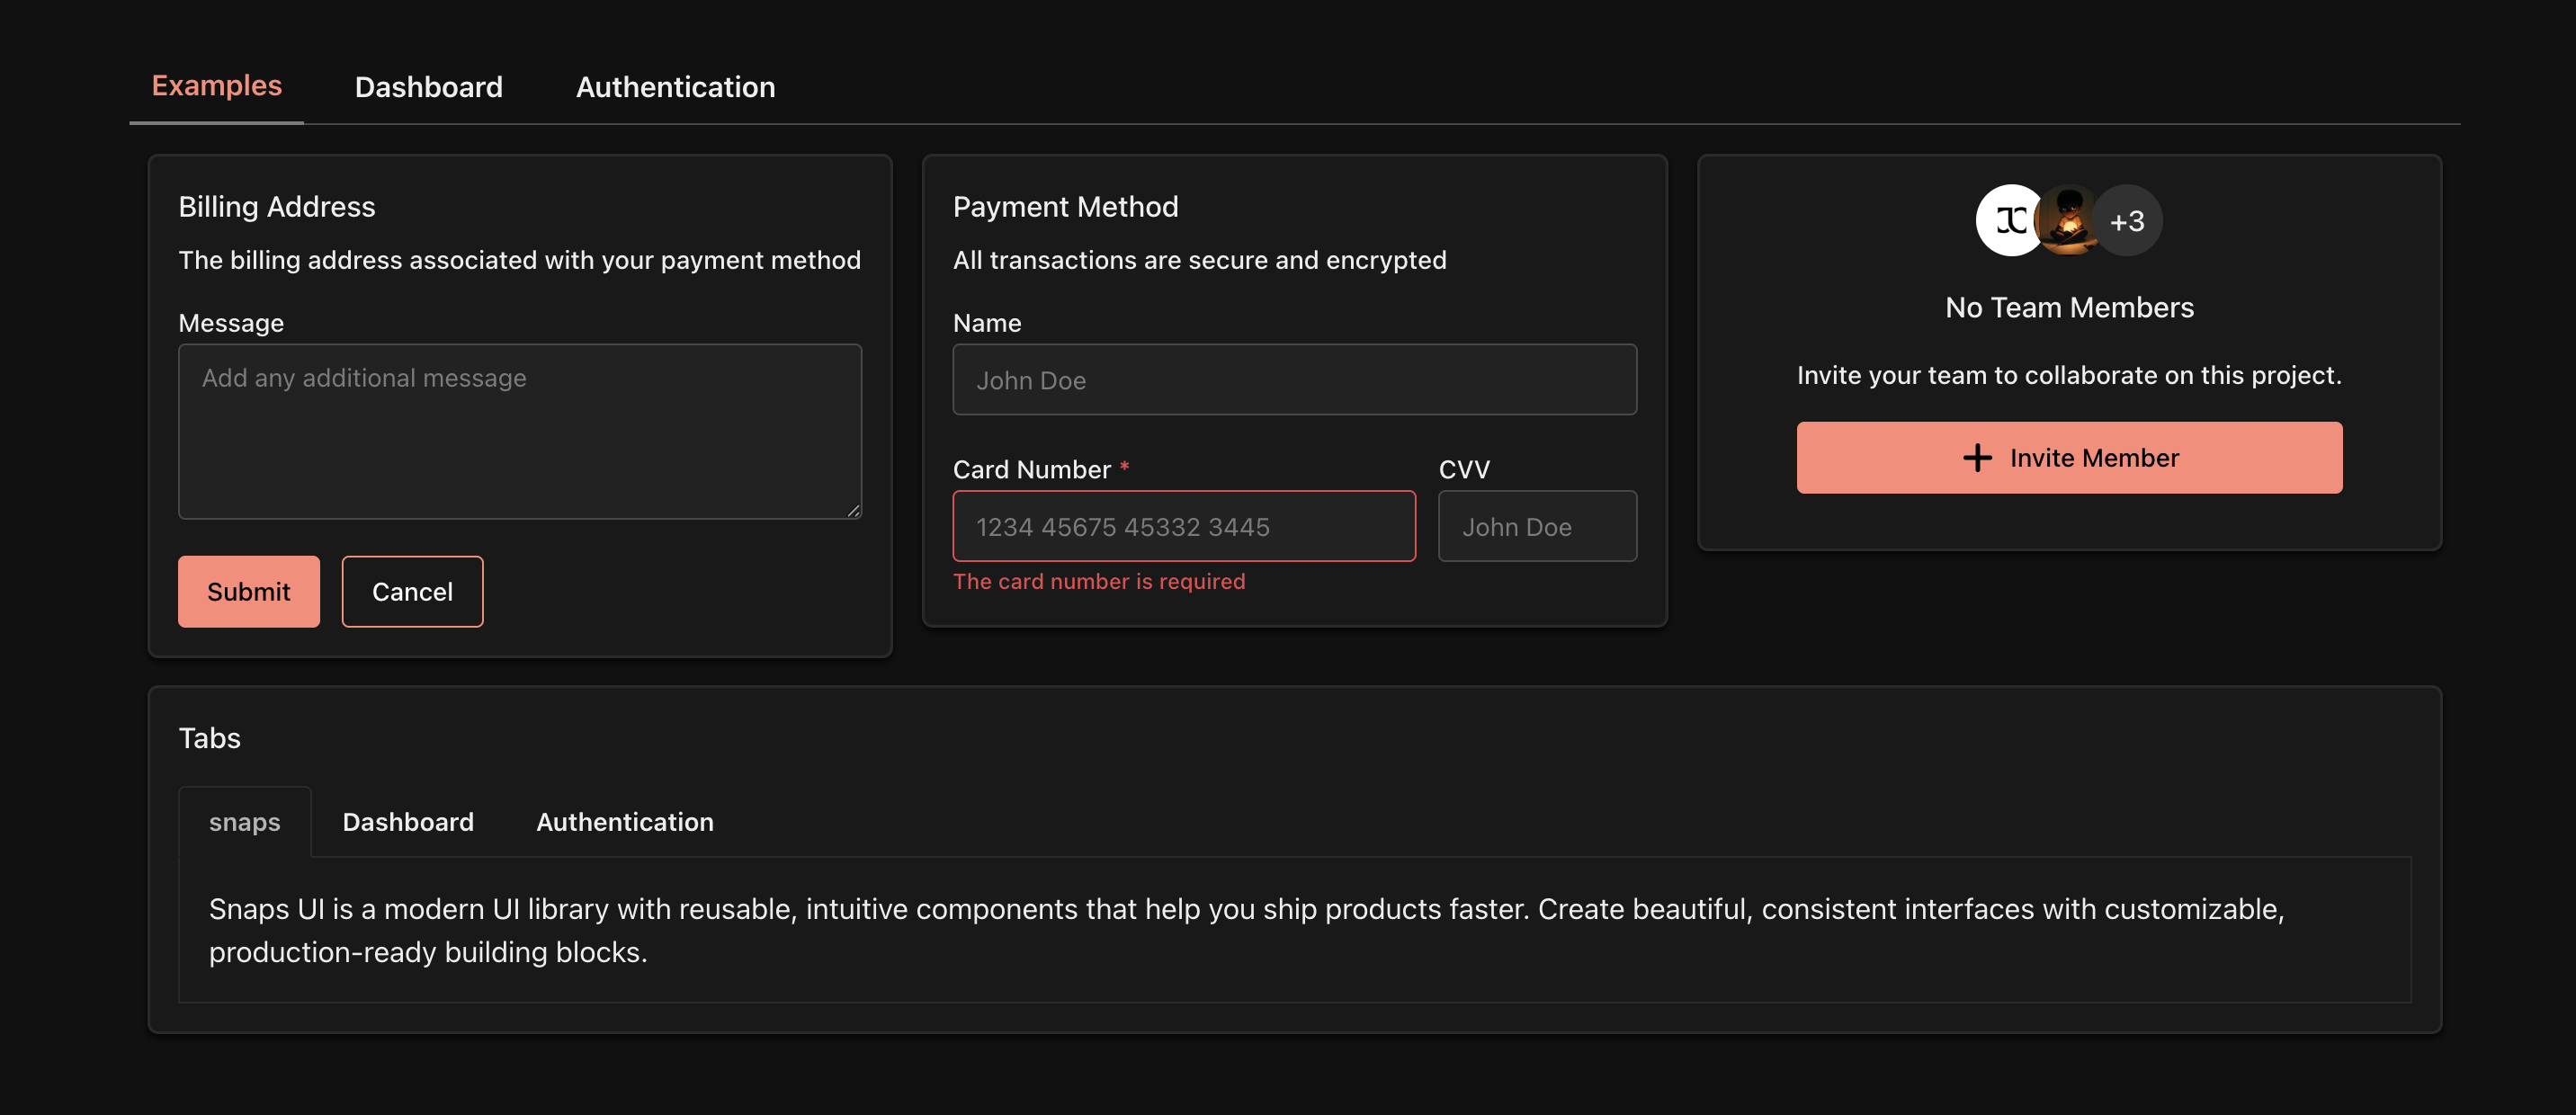 Examples
Dashboard
Authentication
Billing Address
The billing address associated with your payment method
Message
Add any additional message
Submit
Cancel
Payment Method
All transactions are secure and encrypted
Name
John Doe
Card Number *
1234 45675 45332 3445
The card number is required
CVV
John Doe
+3
No Team Members
Invite your team to collaborate on this project.
+ Invite Member
Tabs
snaps
Dashboard
Authentication
Snaps UI is a modern UI library with reusable, intuitive components that help you ship products faster. Create beautiful, consistent interfaces with customizable,
production-ready building blocks.